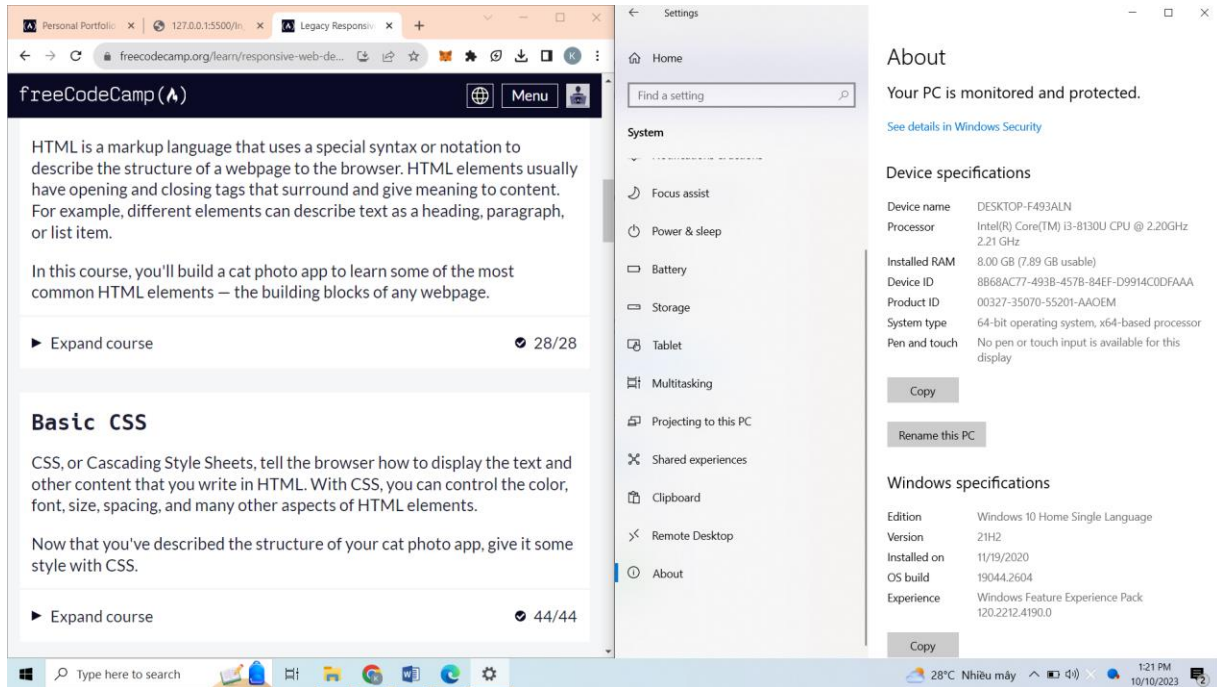 Personal Portfolio
127.0.0.1:5500/In
Legacy Responsiv
freecodecamp.org/learn/responsive-web-de...
K
freeCodeCamp
Menu
HTML is a markup language that uses a special syntax or notation to
describe the structure of a webpage to the browser. HTML elements usually
have opening and closing tags that surround and give meaning to content.
For example, different elements can describe text as a heading, paragraph,
or list item.
In this course, you'll build a cat photo app to learn some of the most
common HTML elements — the building blocks of any webpage.
Expand course 28/28
Basic CSS
CSS, or Cascading Style Sheets, tell the browser how to display the text and
other content that you write in HTML. With CSS, you can control the color,
font, size, spacing, and many other aspects of HTML elements.
Now that you've described the structure of your cat photo app, give it some
style with CSS.
Expand course 44/44
Settings
Home
Find a setting
System
Focus assist
Power & sleep
Battery
Storage
Tablet
Multitasking
Projecting to this PC
Shared experiences
Clipboard
Remote Desktop
About
About
Your PC is monitored and protected.
See details in Windows Security
Device specifications
Device name DESKTOP-F493ALN
Processor Intel(R) Core(TM) i3-8130U CPU @ 2.20GHz
2.21 GHz
Installed RAM 8.00 GB (7.89 GB usable)
Device ID 8B68AC77-493B-457B-84EF-D9914C0DFAAA
Product ID 00327-35070-55201-AAOEM
System type 64-bit operating system, x64-based processor
Pen and touch No pen or touch input is available for this
display
Copy
Rename this PC
Windows specifications
Edition Windows 10 Home Single Language
Version 21H2
Installed on 11/19/2020
OS build 19044.2604
Experience Windows Feature Experience Pack
120.2212.4190.0
Copy
Type here to search
28°C Nhiều mây
1:21 PM
10/10/2023
2